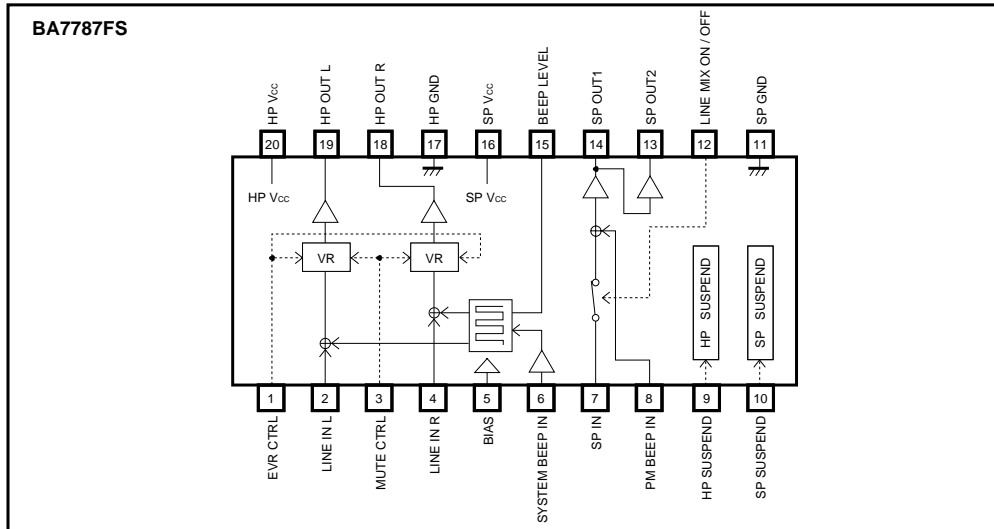 BA7787FS
HP Vcc
HP OUT L
HP OUT R
HP GND
SP Vcc
BEEP LEVEL
SP OUT1
SP OUT2
LINE MIX ON / OFF
SP GND
20
19
18
17
16
15
14
13
12
11
HP Vcc
SP Vcc
VR
VR
HP SUSPEND
SP SUSPEND
1
2
3
4
5
6
7
8
9
10
EVR CTRL
LINE IN L
MUTE CTRL
LINE IN R
BIAS
SYSTEM BEEP IN
SP IN
PM BEEP IN
HP SUSPEND
SP SUSPEND